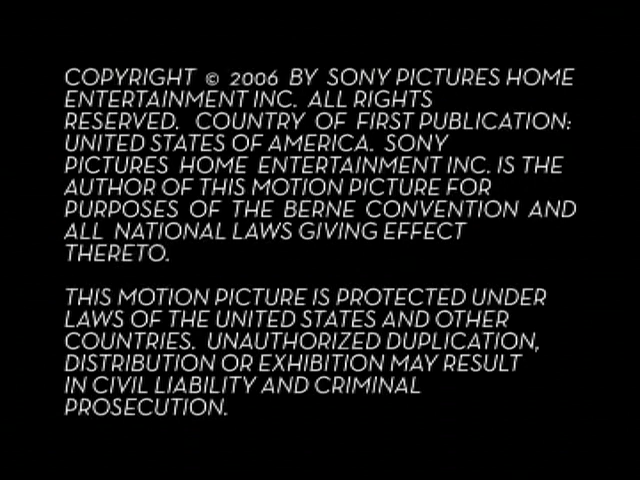 COPYRIGHT © 2006 BY SONY PICTURES HOME
ENTERTAINMENT INC. ALL RIGHTS
RESERVED. COUNTRY OF FIRST PUBLICATION:
UNITED STATES OF AMERICA. SONY
PICTURES HOME ENTERTAINMENT INC. IS THE
AUTHOR OF THIS MOTION PICTURE FOR
PURPOSES OF THE BERNE CONVENTION AND
ALL NATIONAL LAWS GIVING EFFECT
THERETO.
THIS MOTION PICTURE IS PROTECTED UNDER
LAWS OF THE UNITED STATES AND OTHER
COUNTRIES. UNAUTHORIZED DUPLICATION,
DISTRIBUTION OR EXHIBITION MAY RESULT
IN CIVIL LIABILITY AND CRIMINAL
PROSECUTION.